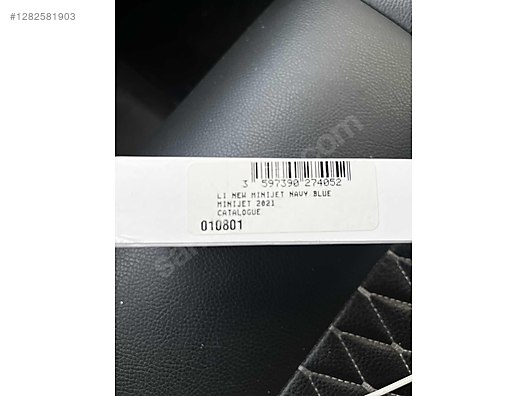 #1282581903
3 597390 274052
LI NEW MINIJET NAVY BLUE
MINIJET 2021
CATALOGUE
010801